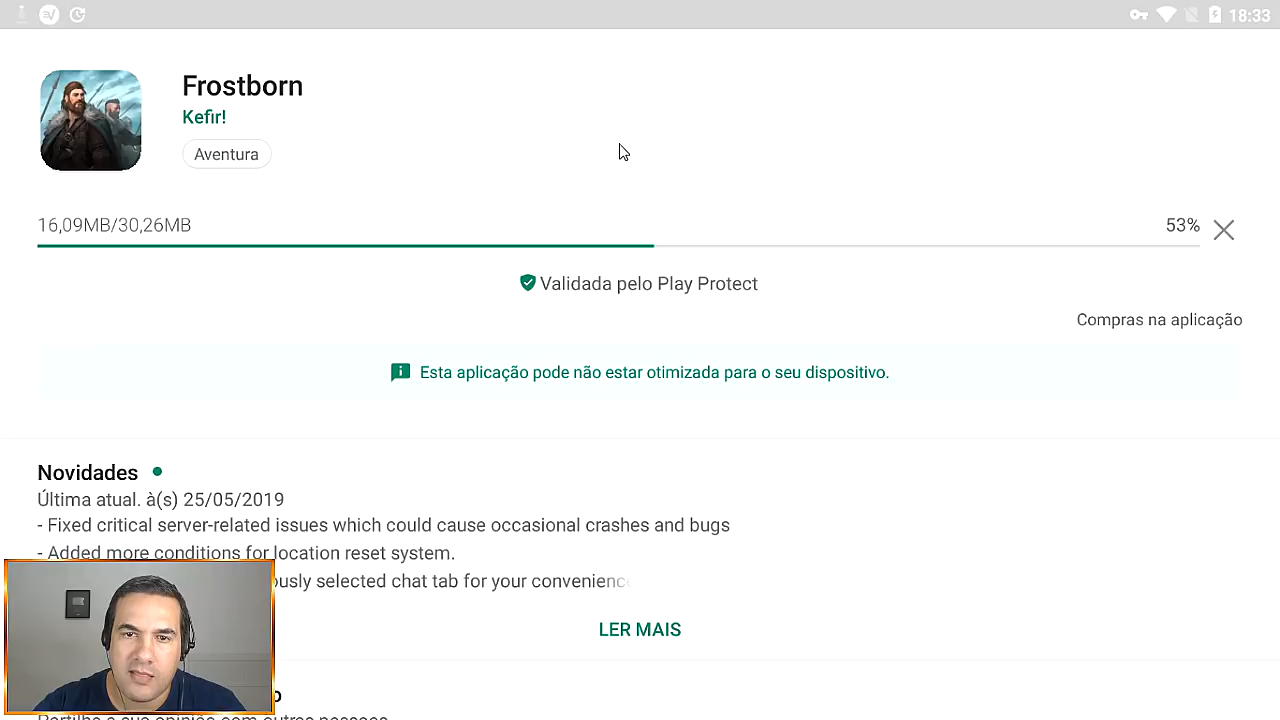 18:33
Frostborn
Kefir!
Aventura
16,09MB/30,26MB
53%
Validada pelo Play Protect
Compras na aplicação
Esta aplicação pode não estar otimizada para o seu dispositivo.
Novidades
Última atual. à(s) 25/05/2019
- Fixed critical server-related issues which could cause occasional crashes and bugs
- Added more conditions for location reset system.
selected chat tab for your convenience
LER MAIS